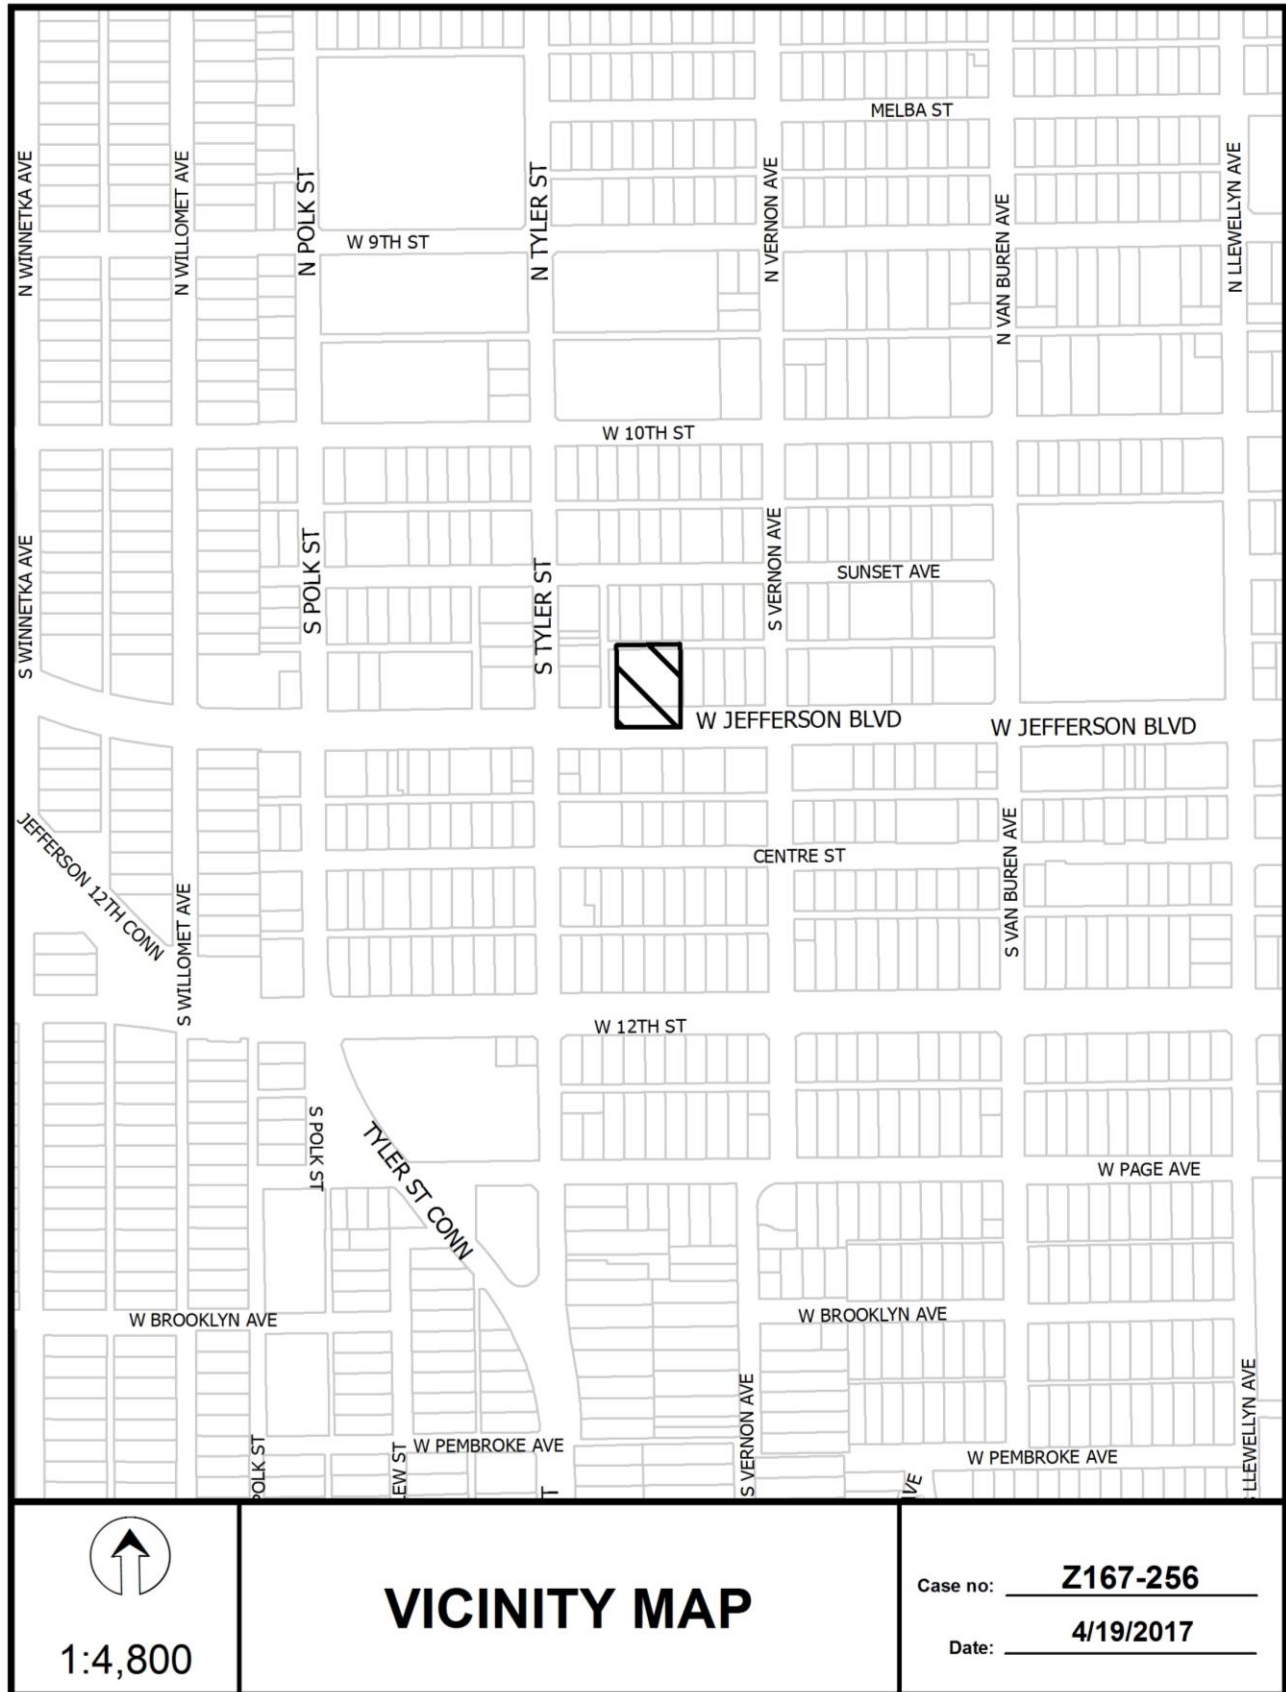 MELBA ST
N WINNETKA AVE
N WILLOMET AVE
N POLK ST
N TYLER ST
N VERNON AVE
N VAN BUREN AVE
N LLEWELLYN AVE
W 9TH ST
W 10TH ST
S WINNETKA AVE
S POLK ST
S TYLER ST
S VERNON AVE
SUNSET AVE
W JEFFERSON BLVD
W JEFFERSON BLVD
JEFFERSON 12TH CONN
S WILLOMET AVE
CENTRE ST
S VAN BUREN AVE
W 12TH ST
S POLK ST
TYLER ST CONN
W PAGE AVE
W BROOKLYN AVE
W BROOKLYN AVE
POLK ST
EW ST
W PEMBROKE AVE
T
S VERNON AVE
VE
W PEMBROKE AVE
S LLEWELLYN AVE
1:4,800
VICINITY MAP
Case no: Z167-256
Date: 4/19/2017